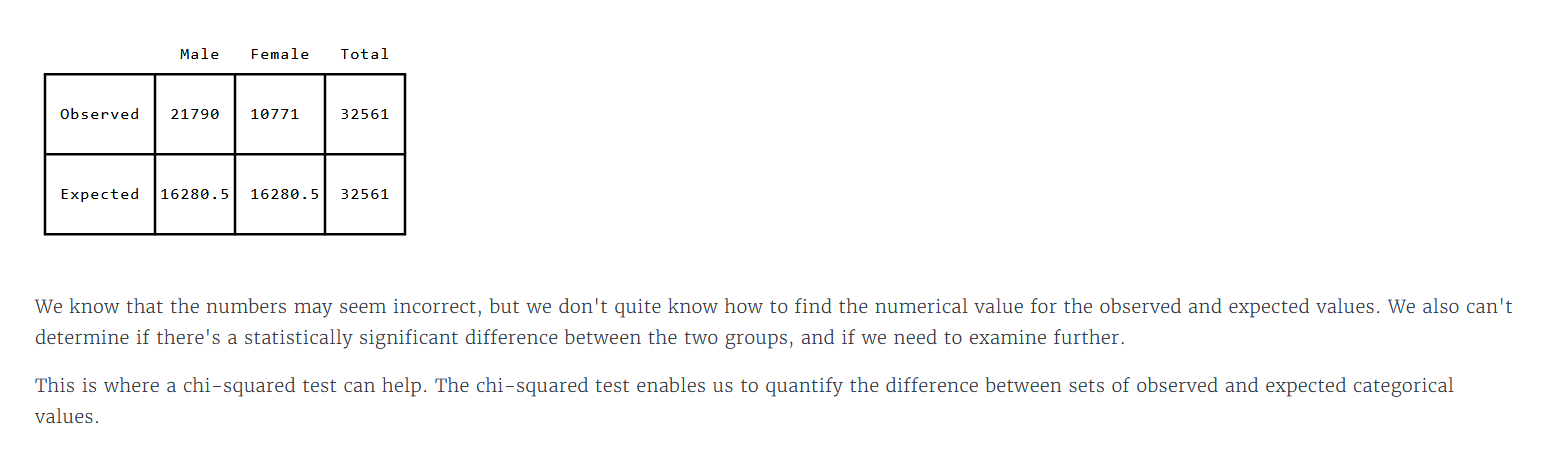 Male Female Total
Observed 21790 10771 32561
Expected 16280.5 16280.5 32561
We know that the numbers may seem incorrect, but we don't quite know how to find the numerical value for the observed and expected values. We also can't
determine if there's a statistically significant difference between the two groups, and if we need to examine further.
This is where a chi-squared test can help. The chi-squared test enables us to quantify the difference between sets of observed and expected categorical
values.